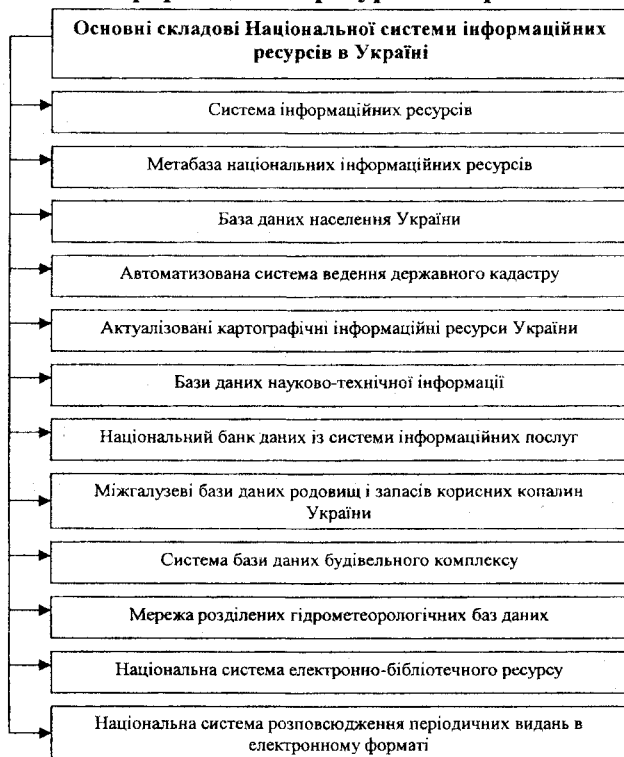 Основні складові Національної системи інформаційних
ресурсів в Україні
Система інформаційних ресурсів
Метабаза національних інформаційних ресурсів
База даних населення України
Автоматизована система ведення державного кадастру
Актуалізовані картографічні інформаційні ресурси України
Бази даних науково-технічної інформації
Національний банк даних із системи інформаційних послуг
Міжгалузеві бази даних родовищ і запасів корисних копалин
України
Система бази даних будівельного комплексу
Мережа розділених гідрометеорологічних баз даних
Національна система електронно-бібліотечного ресурсу
Національна система розповсюдження періодичних видань в
електронному форматі